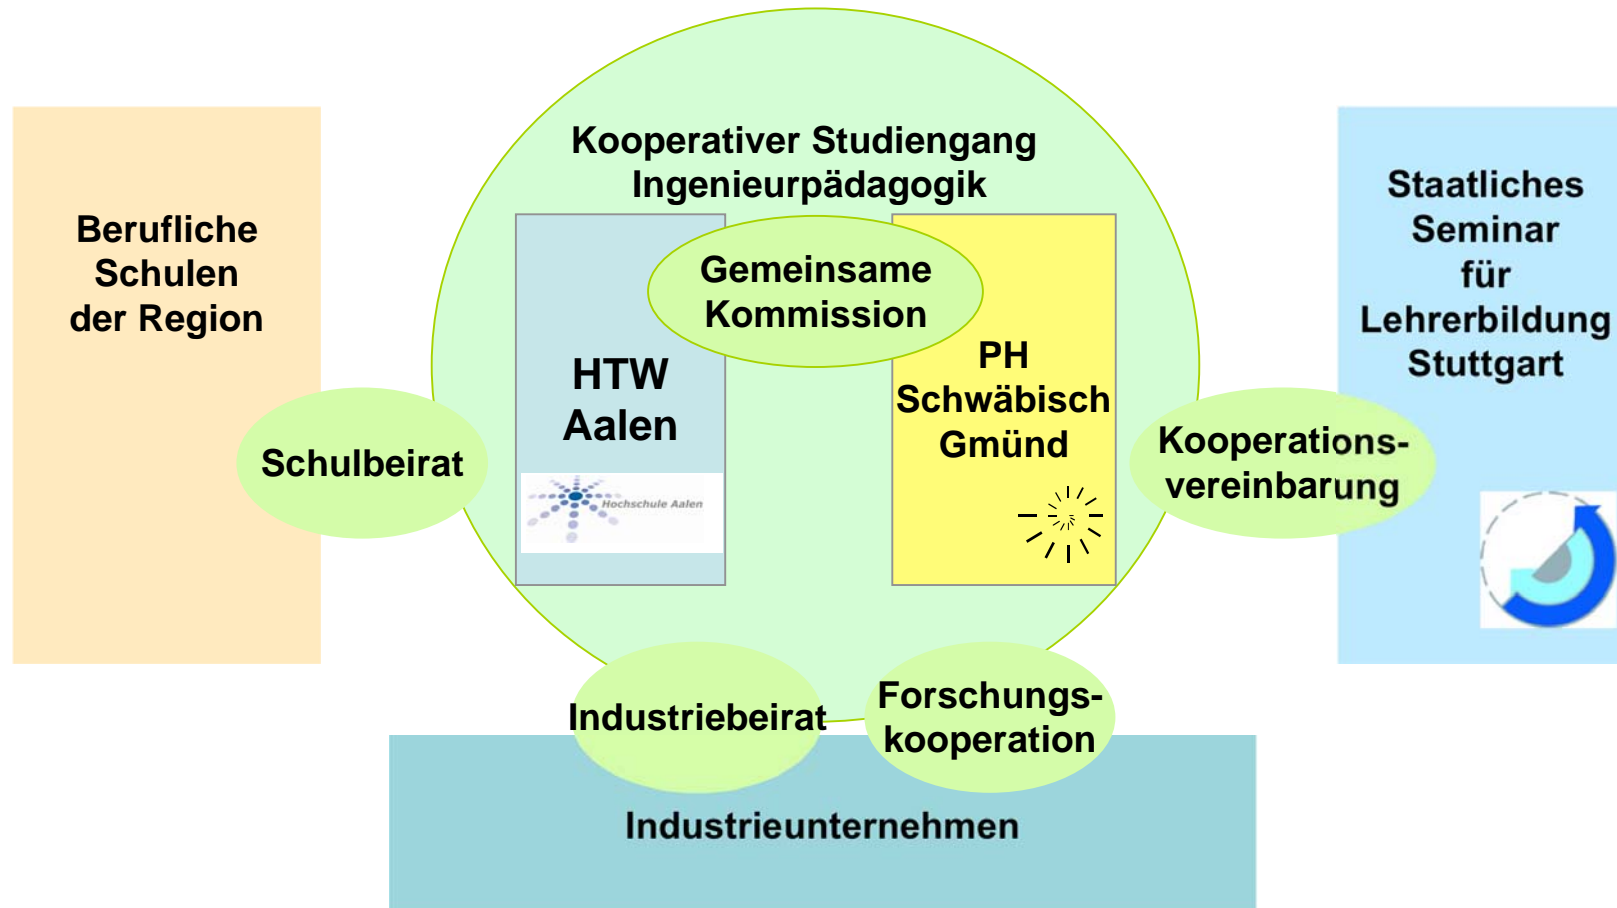 Kooperativer Studiengang
Ingenieurpädagogik
Berufliche
Schulen
der Region
Schulbeirat
Gemeinsame
Kommission
HTW
Aalen
Hochschule Aalen
PH
Schwäbisch
Gmünd
Staatliches
Seminar
für
Lehrerbildung
Stuttgart
Kooperations-
vereinbarung
Industriebeirat
Forschungs-
kooperation
Industrieunternehmen